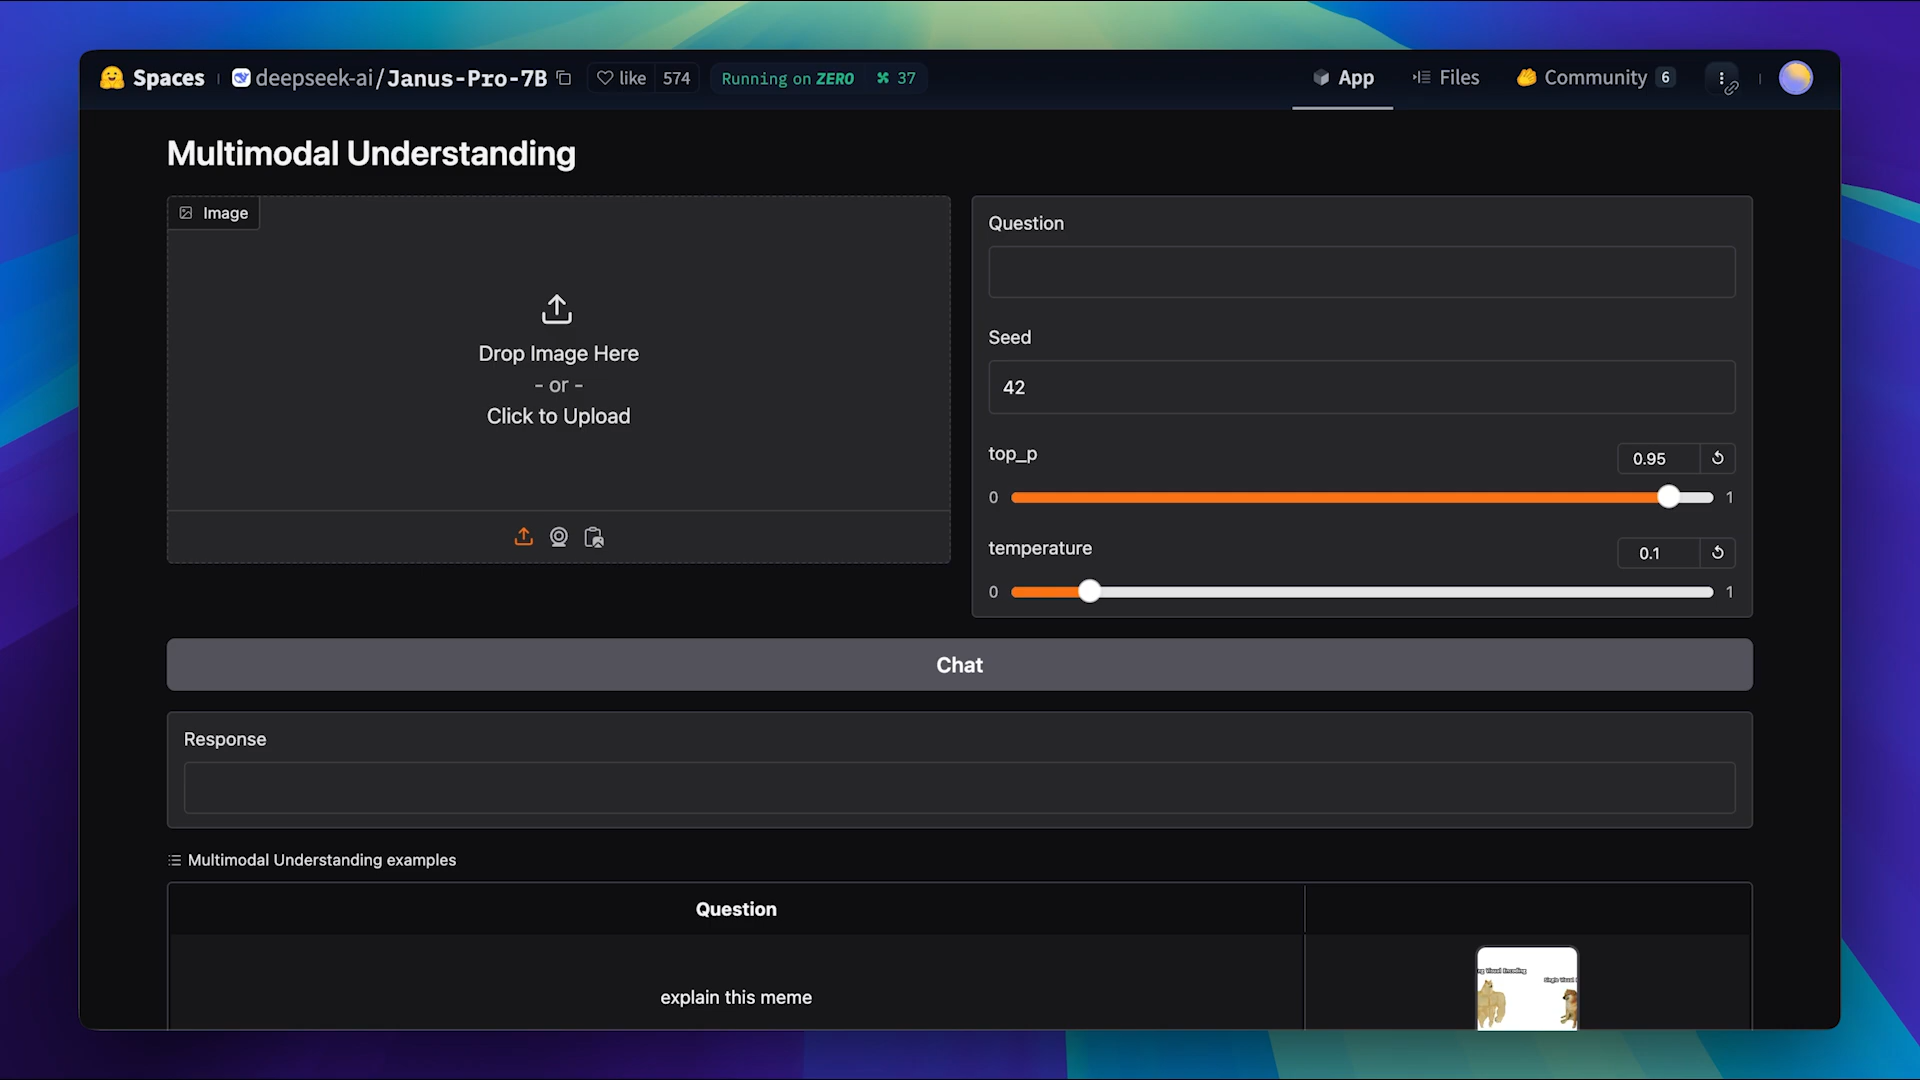 Spaces deepseek-ai/Janus-Pro-7B like 574 Running on ZERO 37 App Files Community 6
Multimodal Understanding
Image
Drop Image Here
- or -
Click to Upload
Question
Seed
42
top_p 0.95
0 1
temperature 0.1
0 1
Chat
Response
Multimodal Understanding examples
Question
explain this meme